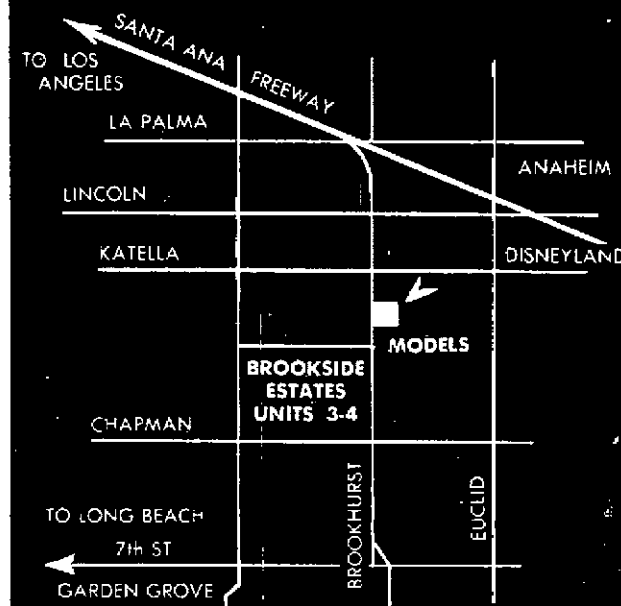 SANTA ANA
FREEWAY
TO LOS
ANGELES
LA PALMA
ANAHEIM
LINCOLN
KATELLA
DISNEYLAND
MODELS
BROOKSIDE
ESTATES
UNITS 3-4
CHAPMAN
BROOKHURST
EUCLID
TO LONG BEACH
7th ST
GARDEN GROVE